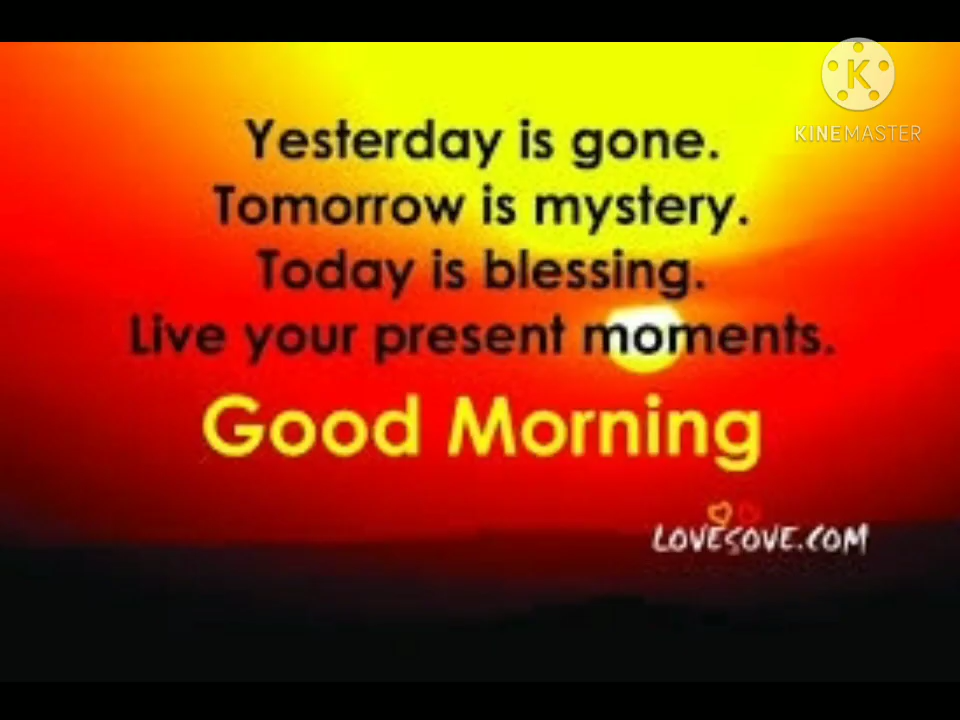 K
KINEMASTER
Yesterday is gone.
Tomorrow is mystery.
Today is blessing.
Live your present moments.
Good Morning
LOVESOVE.COM